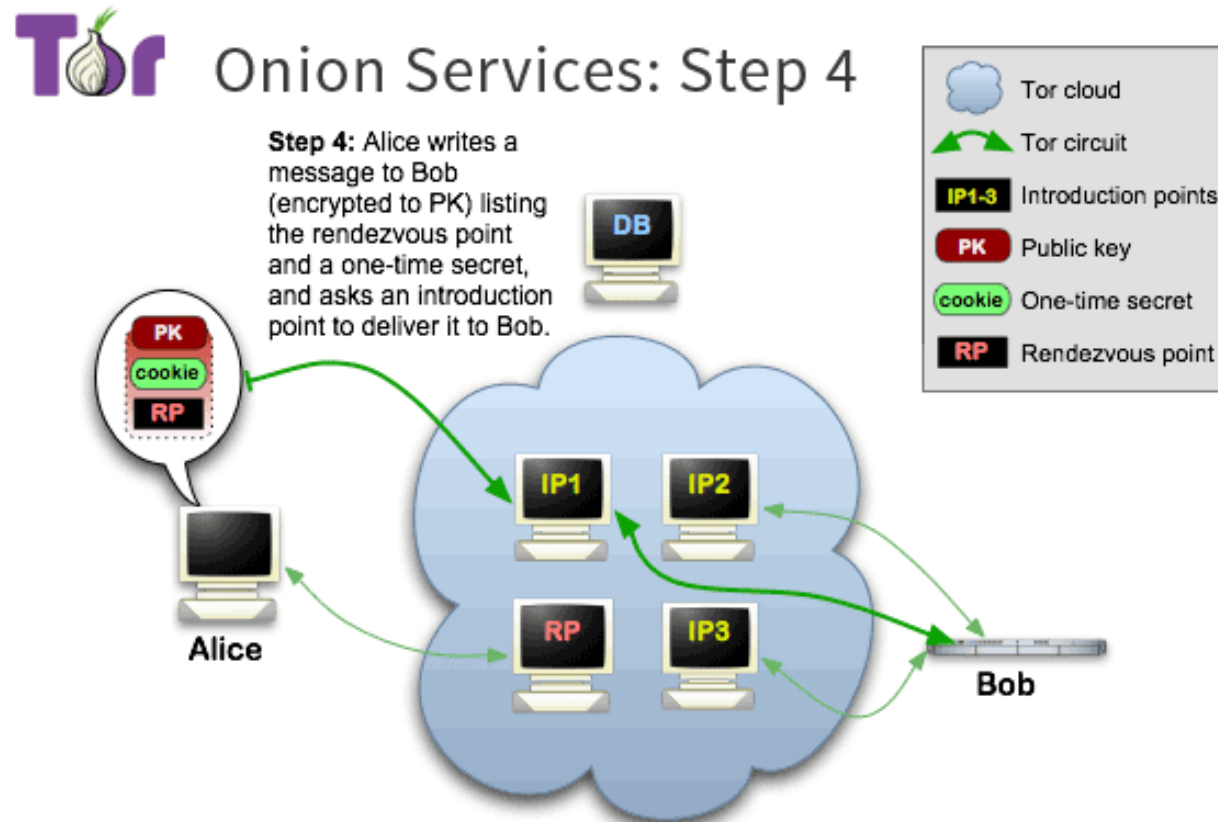 Tor
Onion Services: Step 4
Step 4: Alice writes a
message to Bob
(encrypted to PK) listing
the rendezvous point
and a one-time secret,
and asks an introduction
point to deliver it to Bob.
DB
Tor cloud
Tor circuit
IP1-3 Introduction points
PK Public key
cookie One-time secret
RP Rendezvous point
PK
cookie
RP
IP1
IP2
Alice
RP
IP3
Bob